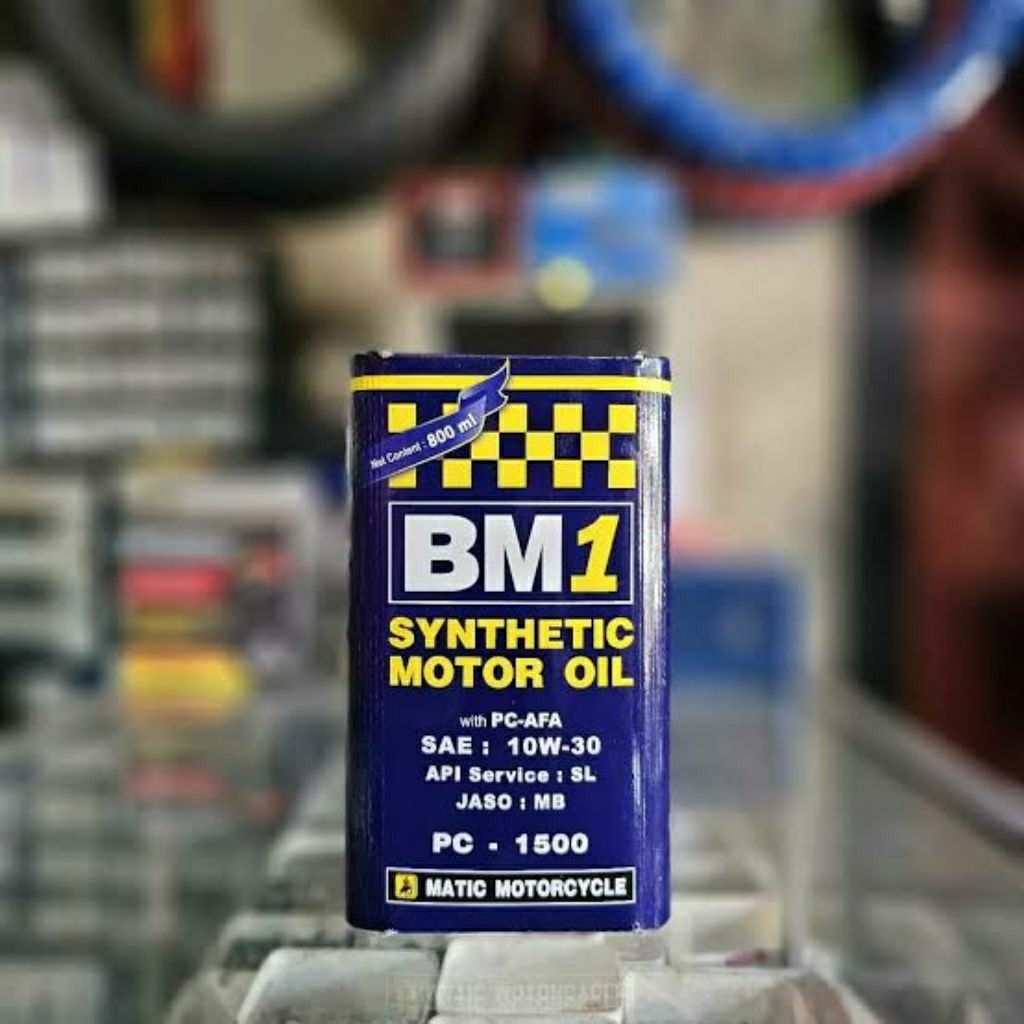 Net Content : 800 ml
BM1
SYNTHETIC
MOTOR OIL
with PC-AFA
SAE : 10W-30
API Service : SL
JASO : MB
PC - 1500
MATIC MOTORCYCLE